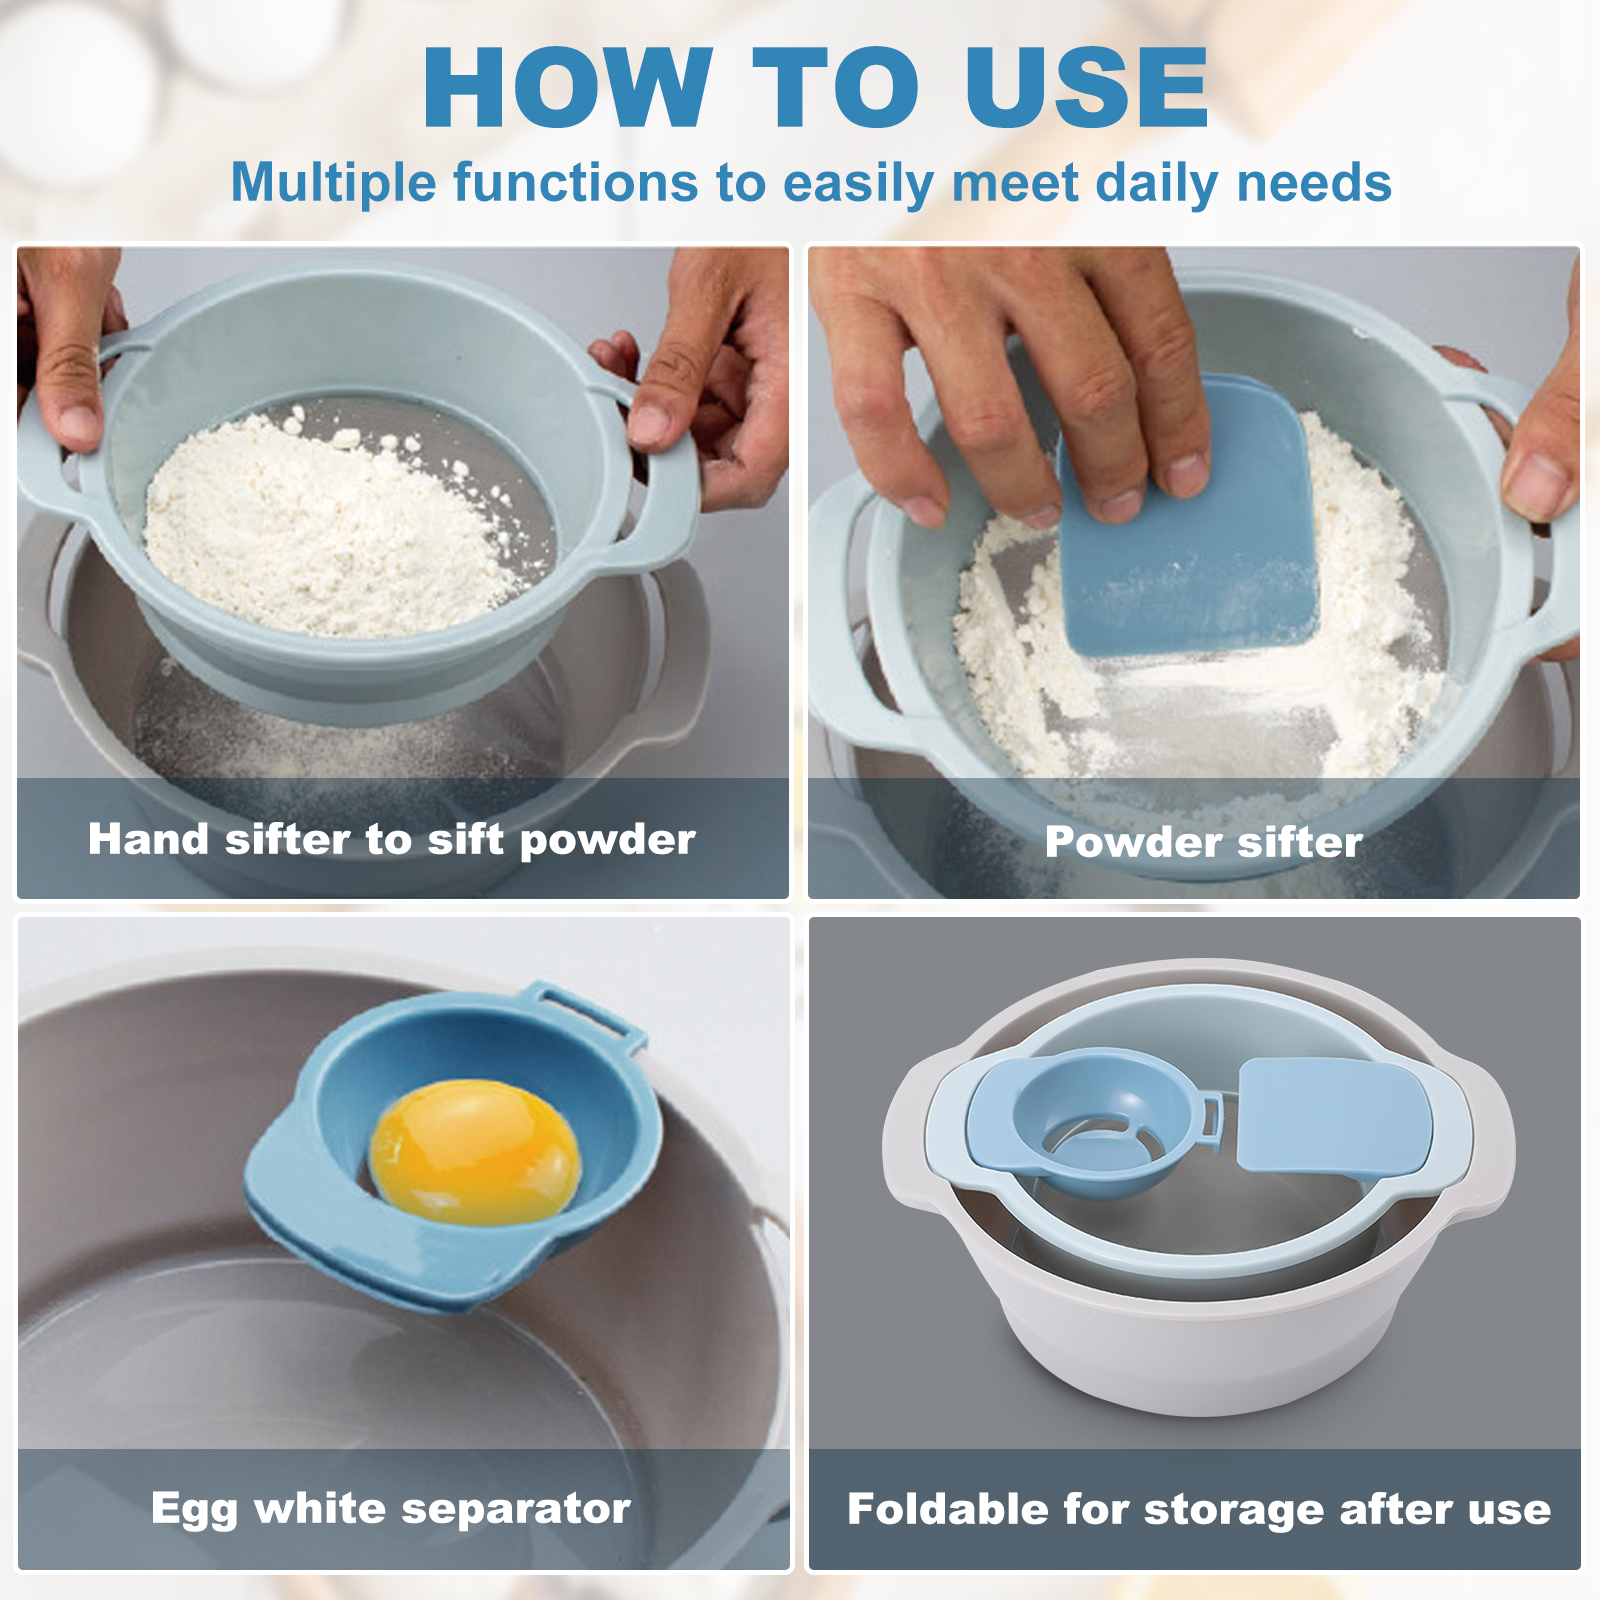 HOW TO USE
Multiple functions to easily meet daily needs
Hand sifter to sift powder
Powder sifter
Egg white separator
Foldable for storage after use